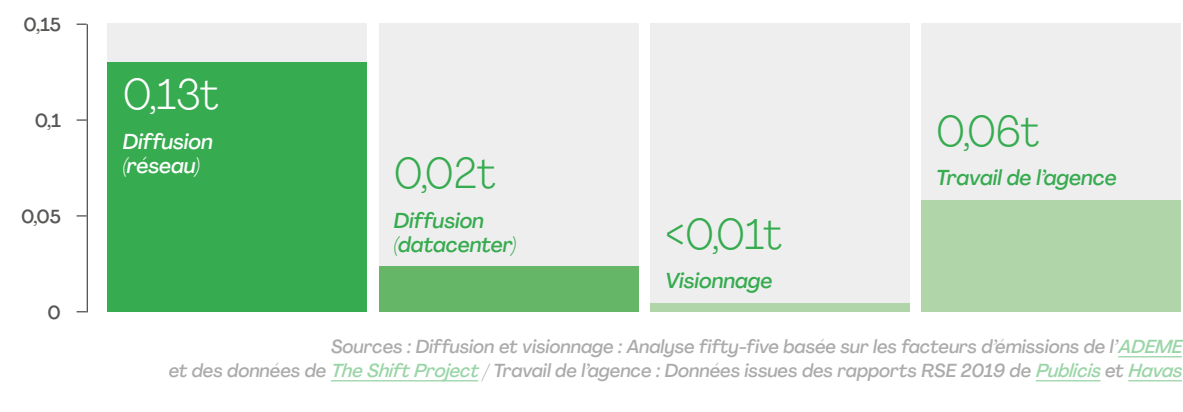 0,15
0,1
0,05
0
0,13t
Diffusion
(réseau)
0,02t
Diffusion
(datacenter)
<0,01t
Visionnage
0,06t
Travail de l’agence
Sources : Diffusion et visionnage : Analyse fifty-five basée sur les facteurs d’émissions de l’ADEME
et des données de The Shift Project / Travail de l’agence : Données issues des rapports RSE 2019 de Publicis et Havas